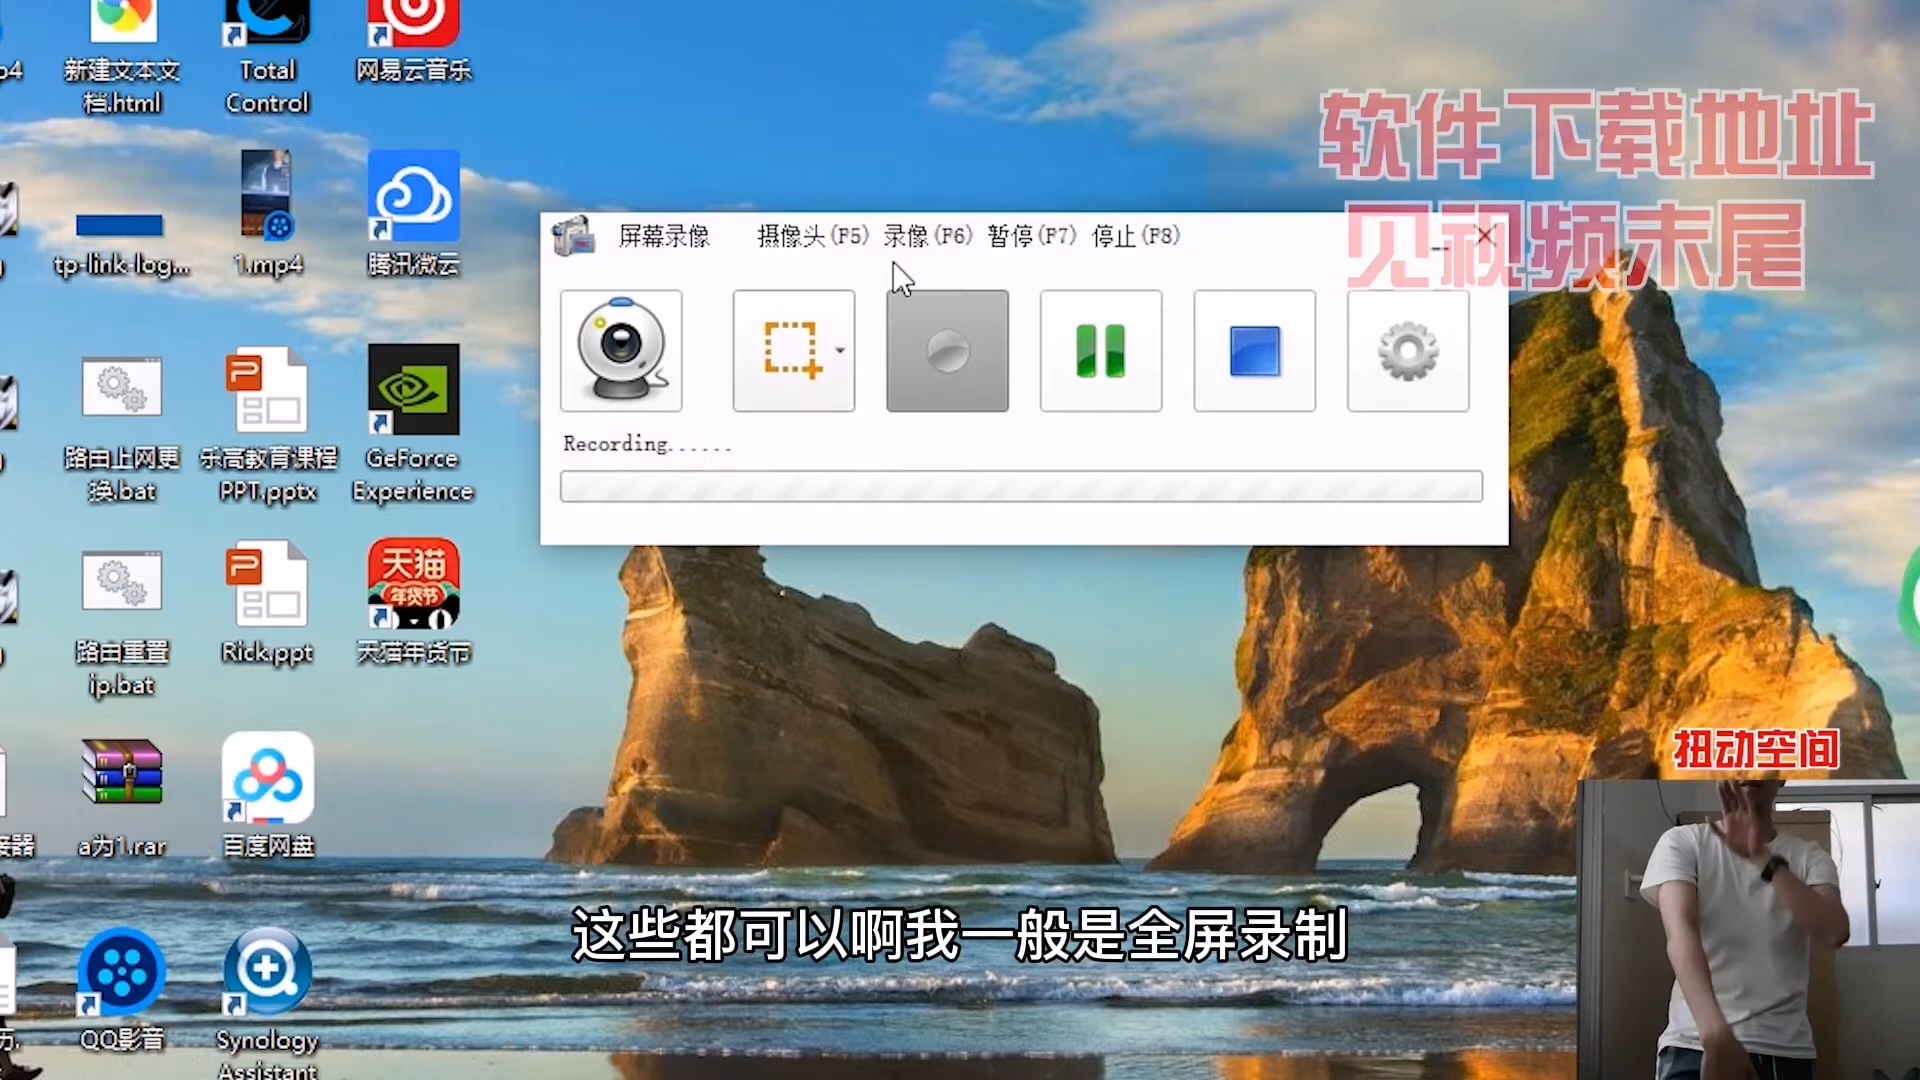 新建文本文
档.html
Total
Control
网易云音乐
tp-link-log...
1.mp4
腾讯微云
路由上网更
换.bat
乐高教育课程
PPT.pptx
GeForce
Experience
天猫
年货节
路由重置
ip.bat
Rick.ppt
天猫年货节
a为1.rar
百度网盘
QQ影音
Synology
Assistant
屏幕录像
摄像头(F5) 录像(F6) 暂停(F7) 停止(F8)
Recording......
软件下载地址
见视频末尾
扭动空间
这些都可以啊我一般是全屏录制